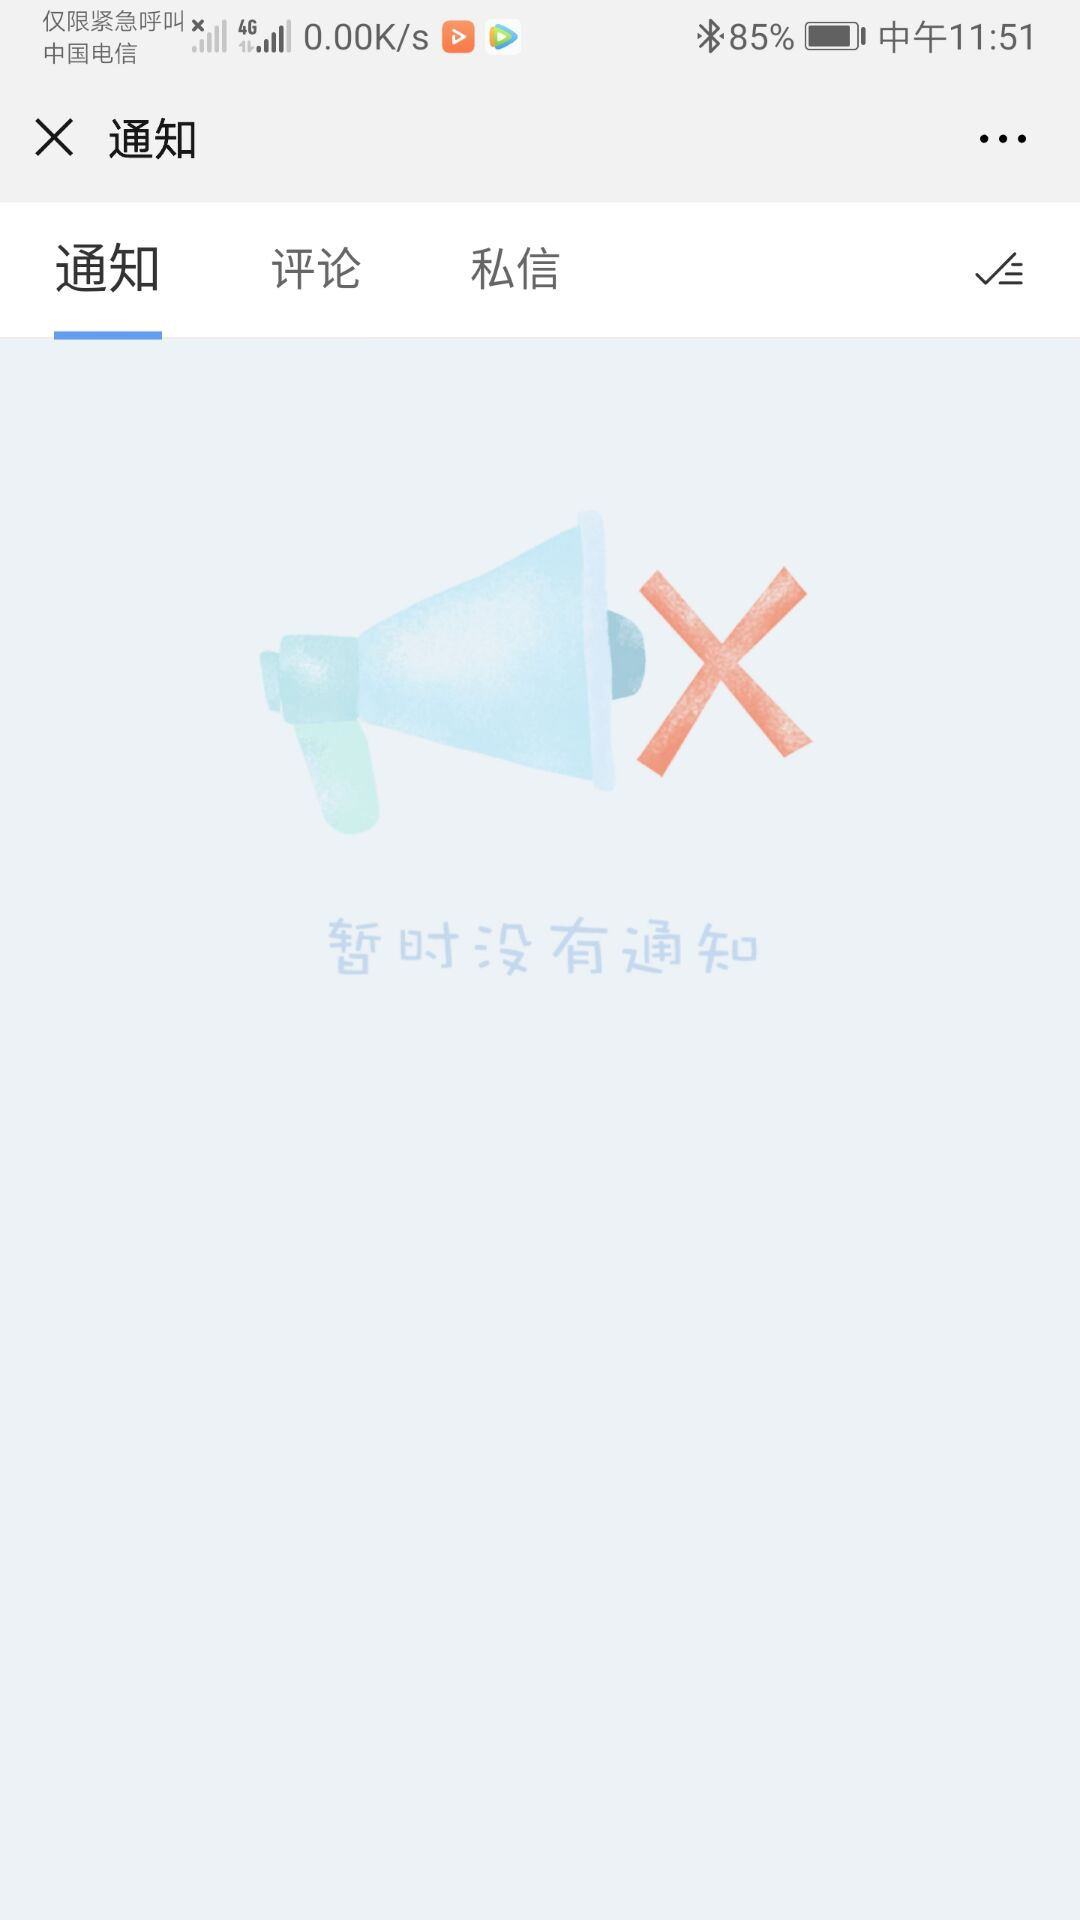 仅限紧急呼叫
中国电信
4G
0.00K/s
85%
中午11:51
通知
通知
评论
私信
暂时没有通知